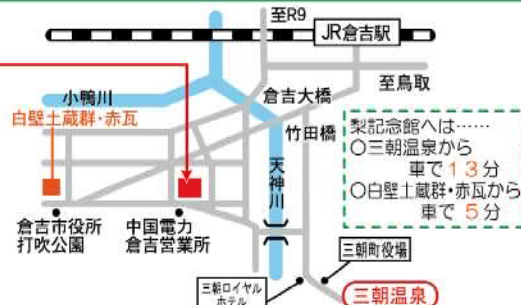 至R9
JR倉吉駅
至鳥取
小鴨川
倉吉大橋
白壁土蔵群・赤瓦
竹田橋
天神川
梨記念館へは……
○三朝温泉から
車で13分
○白壁土蔵群・赤瓦から
車で 5分
倉吉市役所
打吹公園
中国電力
倉吉営業所
三朝町役場
三朝ロイヤル
ホテル
三朝温泉